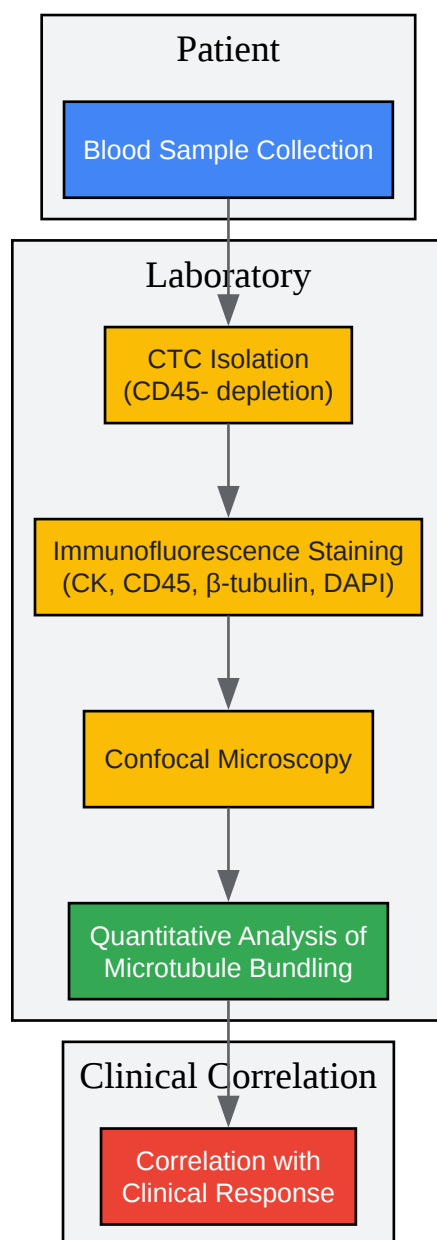 Patient
Blood Sample Collection
Laboratory
CTC Isolation
(CD45- depletion)
Immunofluorescence Staining
(CK, CD45, β-tubulin, DAPI)
Confocal Microscopy
Quantitative Analysis of
Microtubule Bundling
Clinical Correlation
Correlation with
Clinical Response